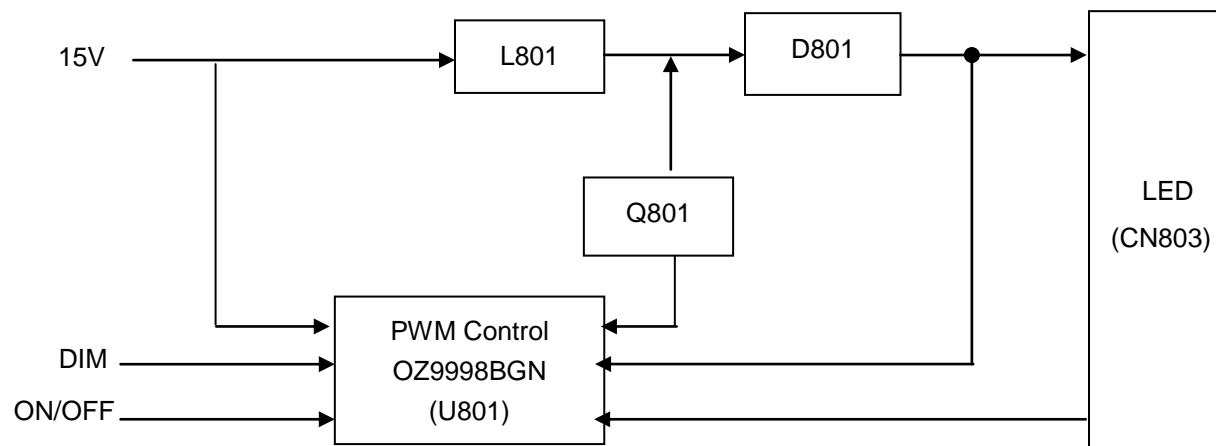 15V
L801
D801
Q801
LED
(CN803)
PWM Control
OZ9998BGN
(U801)
DIM
ON/OFF